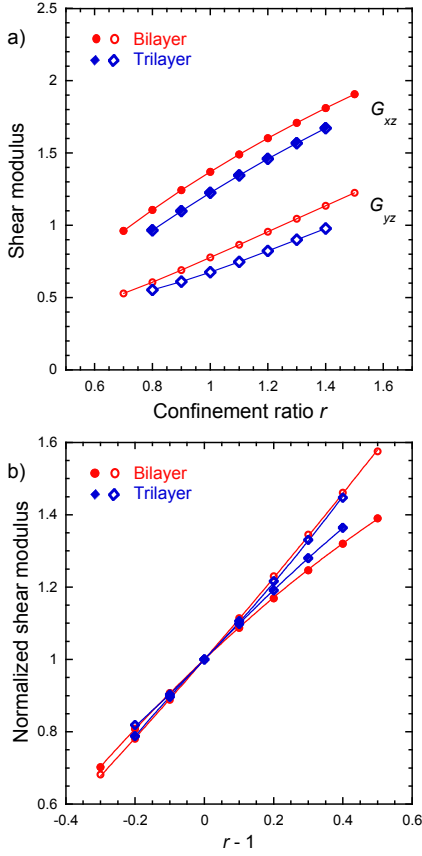 a)
Bilayer
Trilayer
G_xz
G_yz
Shear modulus
2.5
2
1.5
1
0.5
0
0.6
0.8
1
1.2
1.4
1.6
Confinement ratio r
b)
Bilayer
Trilayer
Normalized shear modulus
1.6
1.4
1.2
1.0
0.8
0.6
-0.4
-0.2
0
0.2
0.4
0.6
r - 1